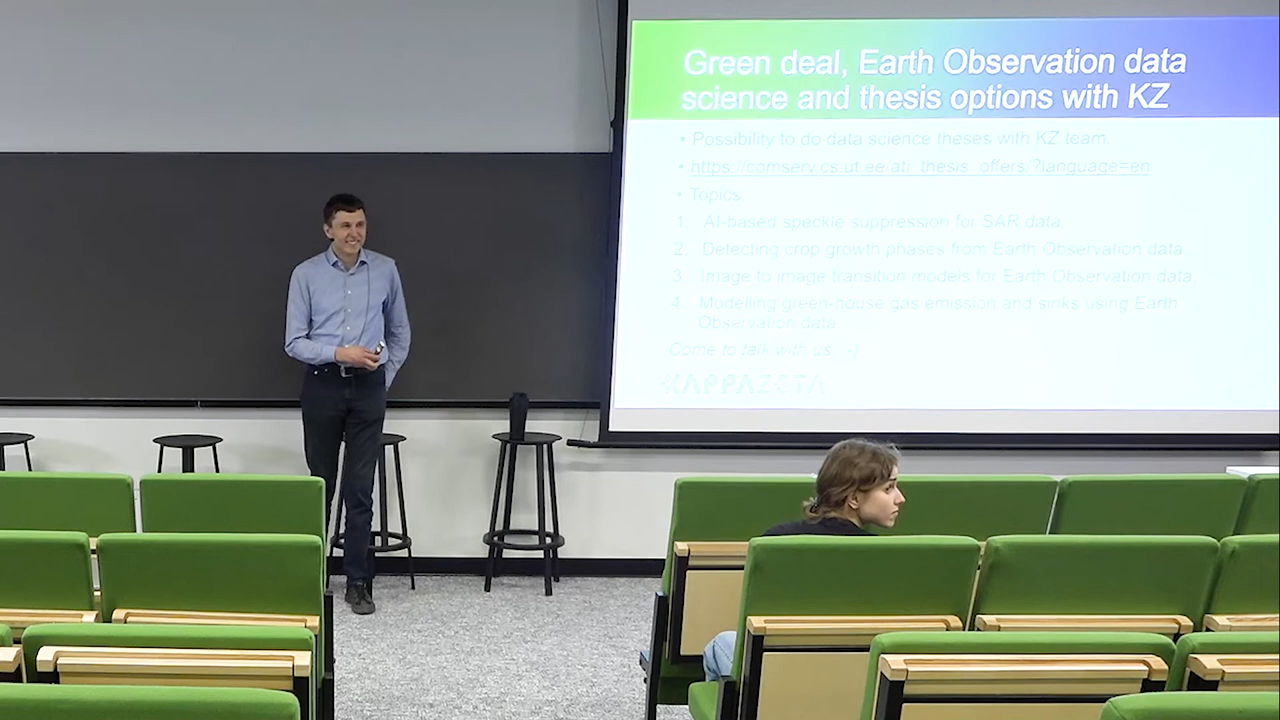 Green deal, Earth Observation data
science and thesis options with KZ
• Possibility to do data science theses with KZ team.
• https://comserv.cs.ut.ee/ati_thesis_offers/?language=en
• Topics:
1. AI-based speckle suppression for SAR data.
2. Detecting crop growth phases from Earth Observation data.
3. Image to image transition models for Earth Observation data.
4. Modelling green-house gas emission and sinks using Earth
Observation data.
Come to talk with us :-)
KAPPAZETA